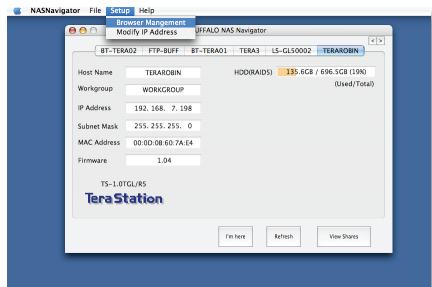 NASNavigator File Setup Help
Browser Mangement
Modify IP Address
UFFALO NAS Navigator
BT-TERA02 FTP-BUFF BT-TERA01 TERA3 LS-GL50002 TERAROBIN
Host Name TERAROBIN HDD(RAID5) 135.6GB / 696.5GB (19%)
(Used/Total)
Workgroup WORKGROUP
IP Address 192. 168. 7. 198
Subnet Mask 255. 255. 255. 0
MAC Address 00:0D:0B:60:7A:E4
Firmware 1.04
TS-1.0TGL/R5
TeraStation
I'm here Refresh View Shares